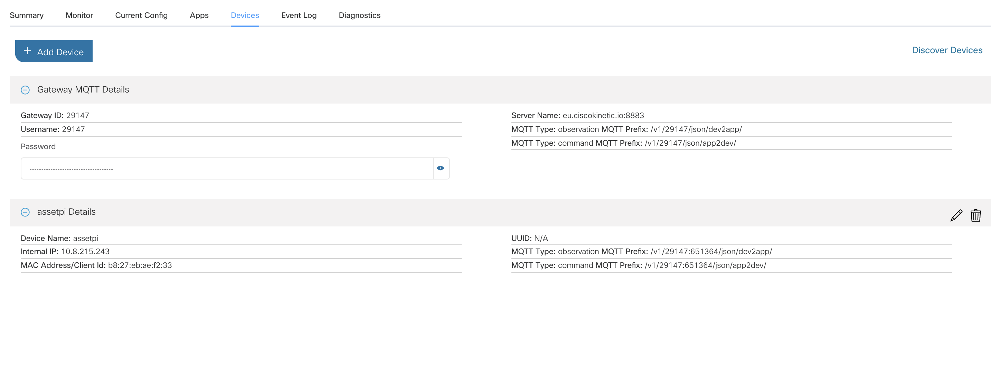 Summary Monitor Current Config Apps Devices Event Log Diagnostics
+ Add Device
Discover Devices
Gateway MQTT Details
Gateway ID: 29147
Username: 29147
Password
Server Name: eu.ciscokinetic.io:8883
MQTT Type: observation MQTT Prefix: /v1/29147/json/dev2app/
MQTT Type: command MQTT Prefix: /v1/29147/json/app2dev/
assetpi Details
Device Name: assetpi
Internal IP: 10.8.215.243
MAC Address/Client Id: b8:27:eb:ae:f2:33
UUID: N/A
MQTT Type: observation MQTT Prefix: /v1/29147:651364/json/dev2app/
MQTT Type: command MQTT Prefix: /v1/29147:651364/json/app2dev/